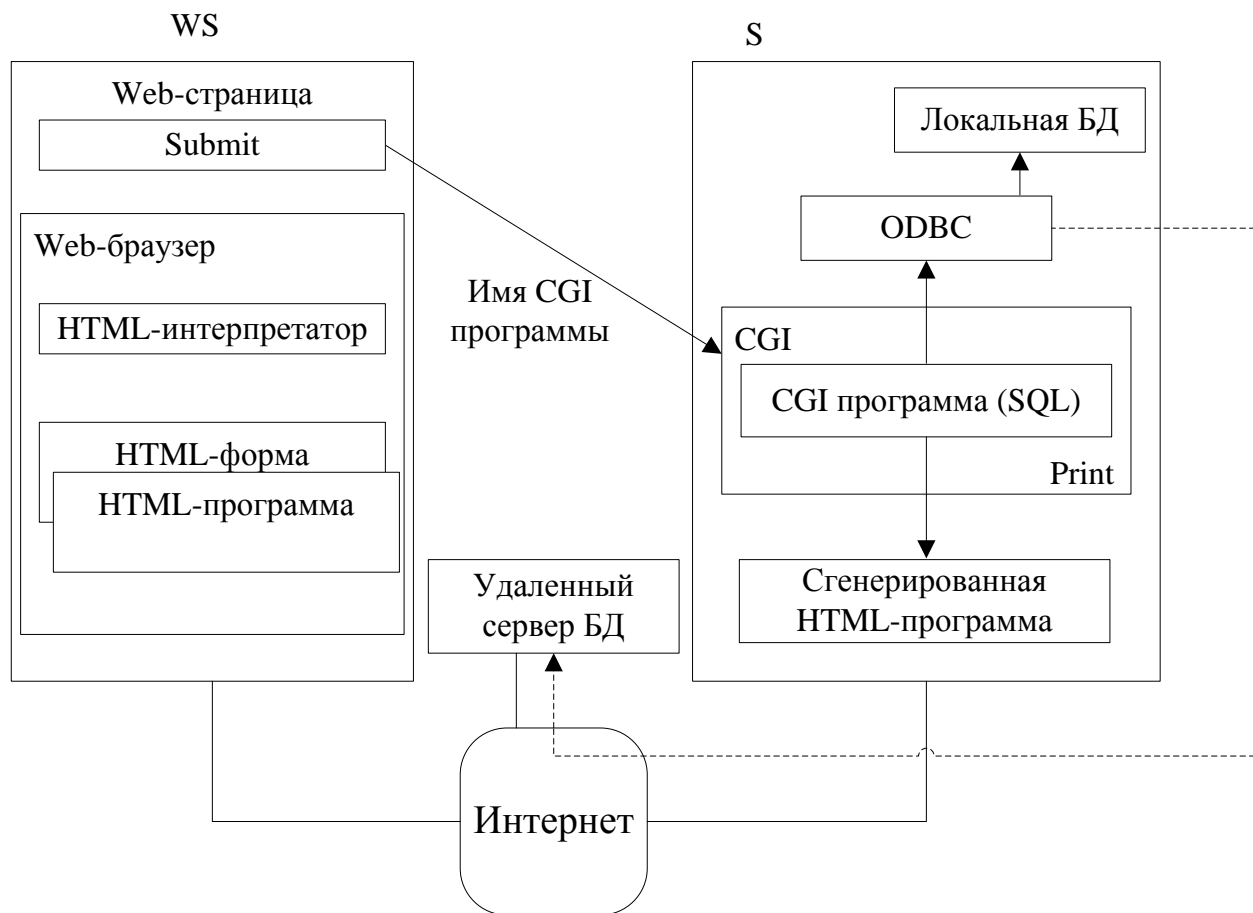 WS
Web-страница
Submit
Web-браузер
HTML-интерпретатор
HTML-форма
HTML-программа
Имя CGI
программы
S
Локальная БД
ODBC
CGI
CGI программа (SQL)
Print
Сгенерированная
HTML-программа
Удаленный
сервер БД
Интернет